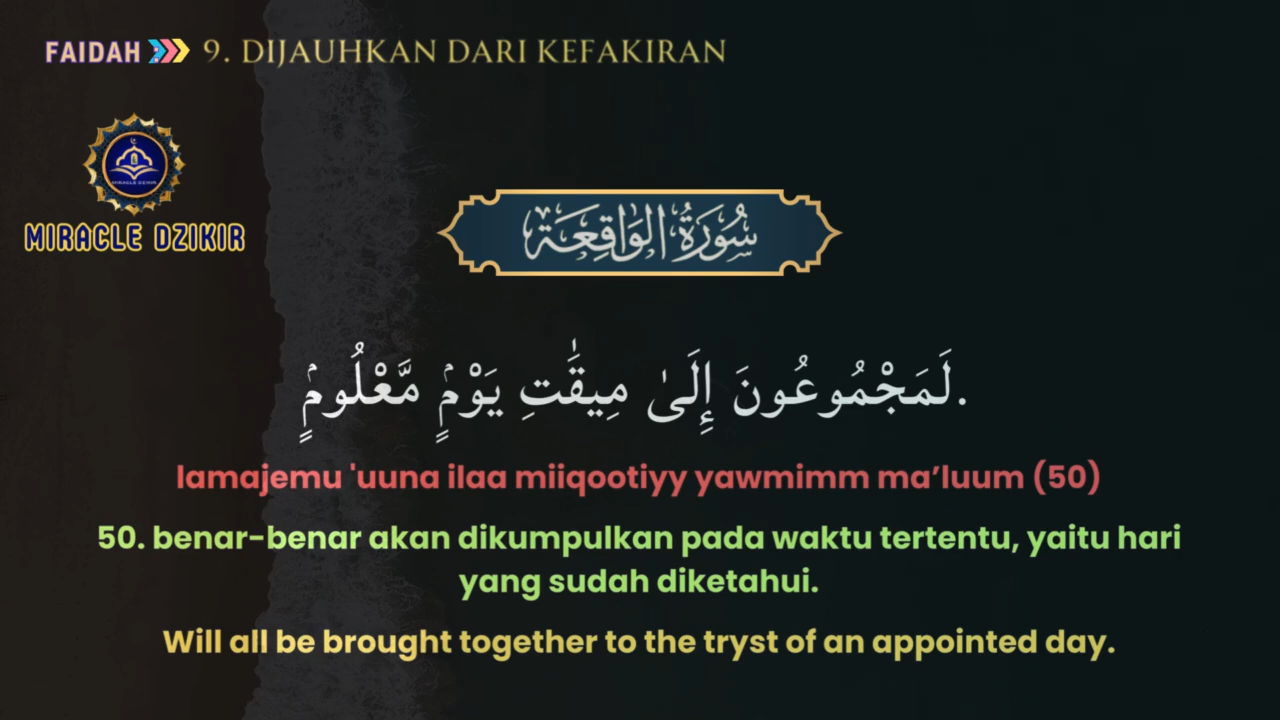 FAIDAH 9. DIJAUHKAN DARI KEFAKIRAN
MIRACLE DZIKIR
MIRACLE DZIKIR
سُورَةُ الوَاقِعَة
لَمَجْمُوعُونَ إِلَىٰ مِيقَٰتِ يَوْمٍۢ مَّعْلُومٍۢ.
lamajemu 'uuna ilaa miiqootiyy yawmimm ma’luum (50)
50. benar-benar akan dikumpulkan pada waktu tertentu, yaitu hari
yang sudah diketahui.
Will all be brought together to the tryst of an appointed day.